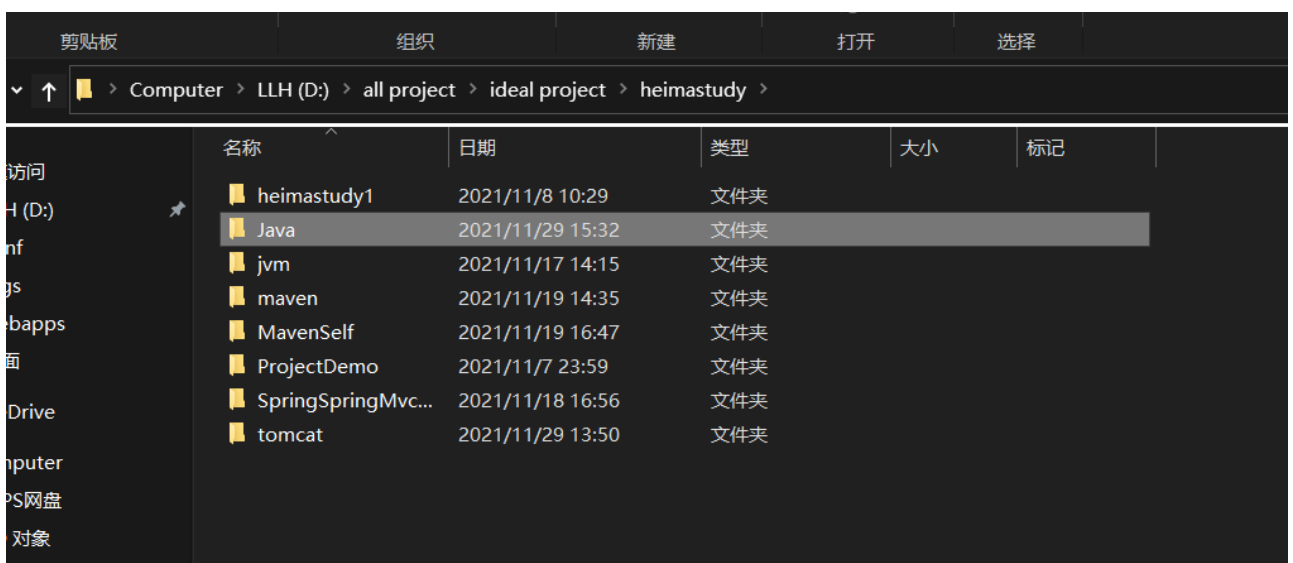 剪贴板 组织 新建 打开 选择
Computer > LLH (D:) > all project > ideal project > heimastudy >
名称 日期 类型 大小 标记
访问
H (D:)
nf
gs
ebapps
面
Drive
mputer
PS网盘
对象
heimastudy1 2021/11/8 10:29 文件夹
Java 2021/11/29 15:32 文件夹
jvm 2021/11/17 14:15 文件夹
maven 2021/11/19 14:35 文件夹
MavenSelf 2021/11/19 16:47 文件夹
ProjectDemo 2021/11/7 23:59 文件夹
SpringSpringMvc... 2021/11/18 16:56 文件夹
tomcat 2021/11/29 13:50 文件夹